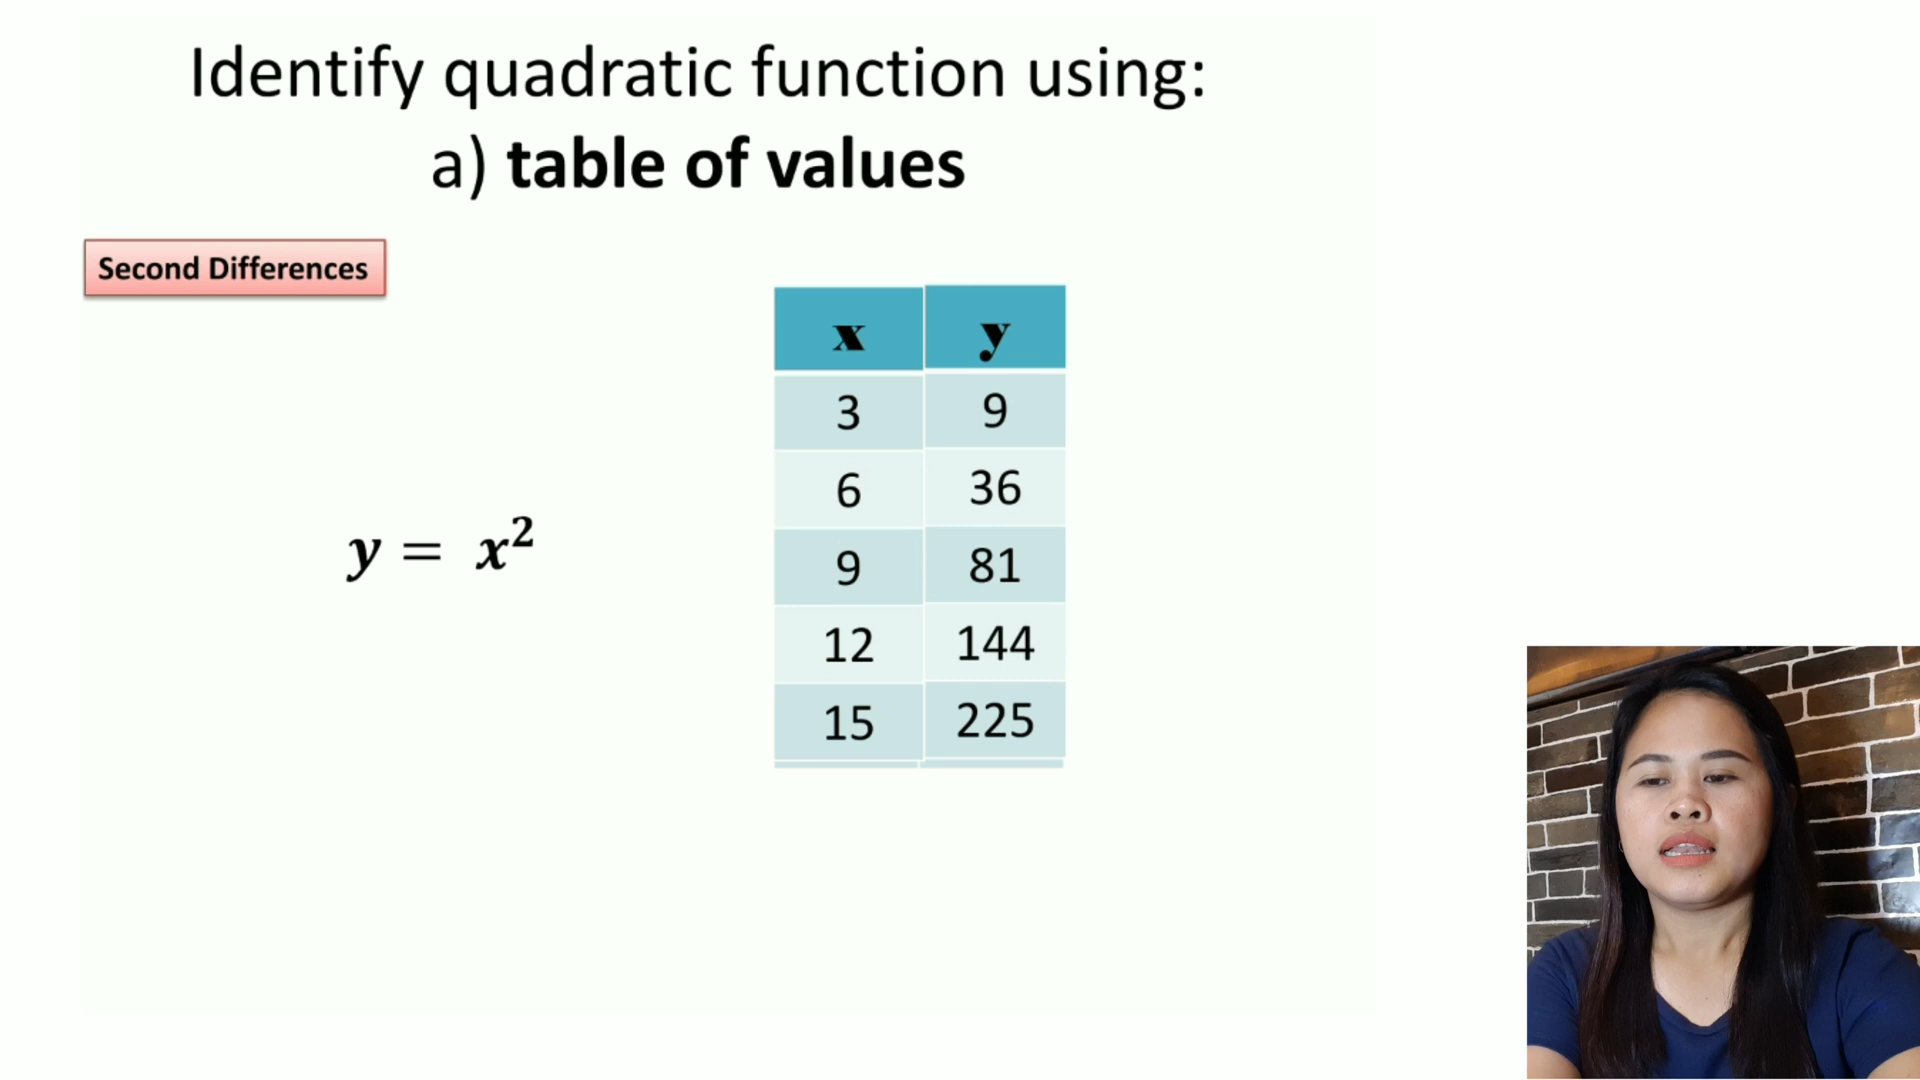 Identify quadratic function using:
a) table of values
Second Differences
y = x²
x y
3 9
6 36
9 81
12 144
15 225